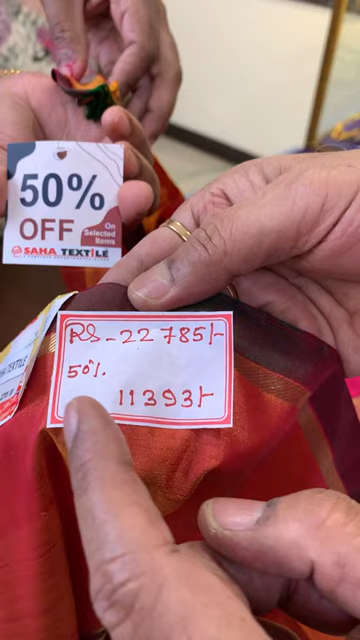 50%
OFF
On
Selected
Items
SAHA TEXTILE
RS-22785/-
50%.
11393/-